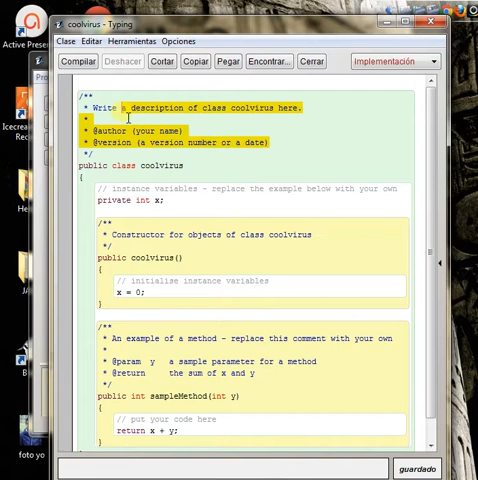 coolvirus - Typing
Clase Editar Herramientas Opciones
Compilar Deshacer Cortar Copiar Pegar Encontrar... Cerrar Implementación
/**
* Write a description of class coolvirus here.
*
* @author (your name)
* @version (a version number or a date)
*/
public class coolvirus
{
// instance variables - replace the example below with your own
private int x;
/**
* Constructor for objects of class coolvirus
*/
public coolvirus()
{
// initialise instance variables
x = 0;
}
/**
* An example of a method - replace this comment with your own
*
* @param y a sample parameter for a method
* @return the sum of x and y
*/
public int sampleMethod(int y)
{
// put your code here
return x + y;
}
guardado
Active Prese
Icecrea
foto yo